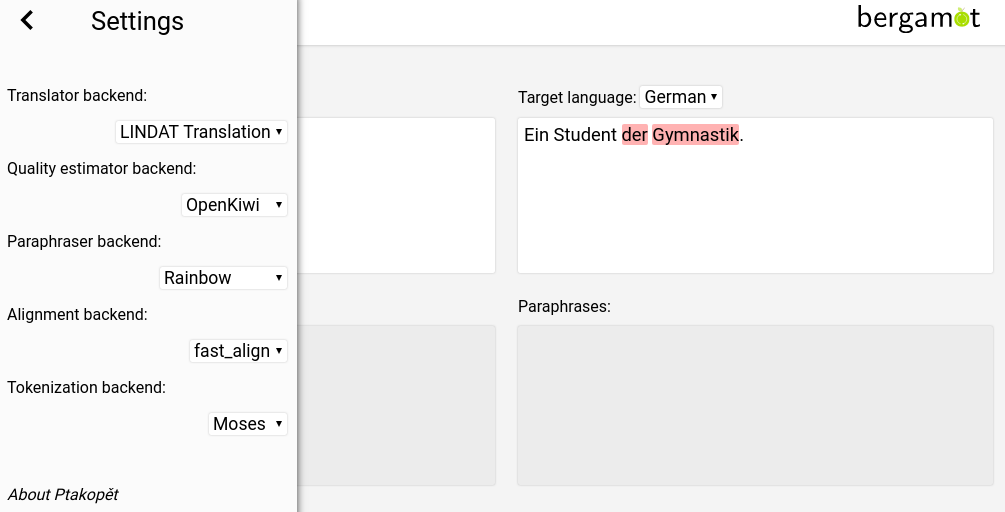 Settings
Translator backend:
LINDAT Translation
Quality estimator backend:
OpenKiwi
Paraphraser backend:
Rainbow
Alignment backend:
fast_align
Tokenization backend:
Moses
About Ptakopět
bergamot
Target language: German
Ein Student der Gymnastik.
Paraphrases: